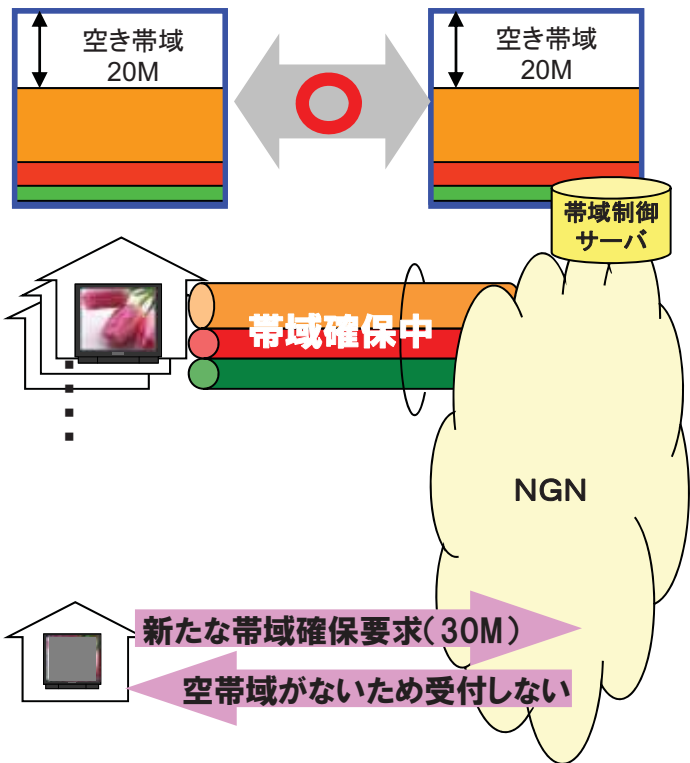 空き帯域
20M
空き帯域
20M
帯域制御
サーバ
帯域確保中
NGN
新たな帯域確保要求(30M)
空帯域がないため受付しない